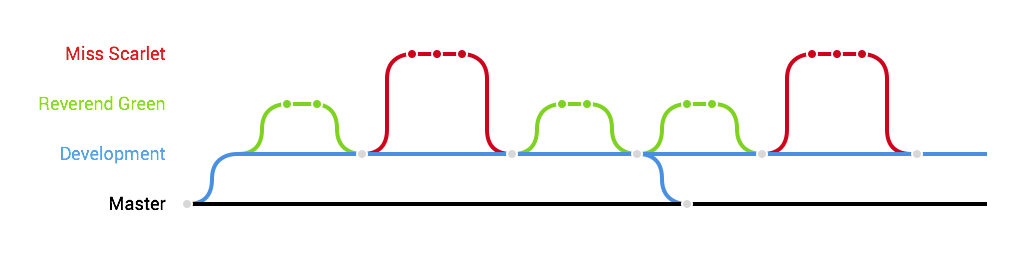 Miss Scarlet
Reverend Green
Development
Master